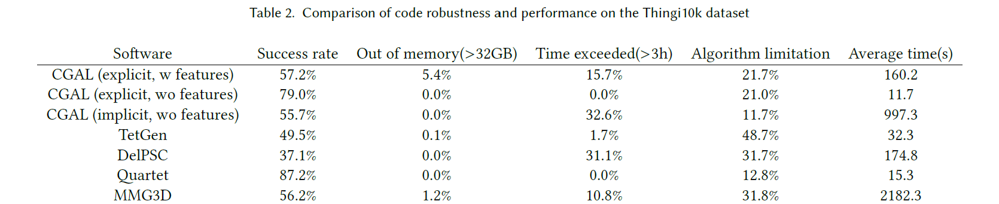 Table 2. Comparison of code robustness and performance on the Thingi10k dataset
Software Success rate Out of memory(>32GB) Time exceeded(>3h) Algorithm limitation Average time(s)
CGAL (explicit, w features) 57.2% 5.4% 15.7% 21.7% 160.2
CGAL (explicit, wo features) 79.0% 0.0% 0.0% 21.0% 11.7
CGAL (implicit, wo features) 55.7% 0.0% 32.6% 11.7% 997.3
TetGen 49.5% 0.1% 1.7% 48.7% 32.3
DelPSC 37.1% 0.0% 31.1% 31.7% 174.8
Quartet 87.2% 0.0% 0.0% 12.8% 15.3
MMG3D 56.2% 1.2% 10.8% 31.8% 2182.3